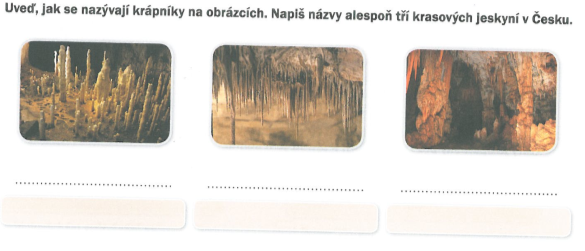 Uveď, jak se nazývají krápníky na obrázcích. Napiš názvy alespoň tří krasových jeskyní v Česku.